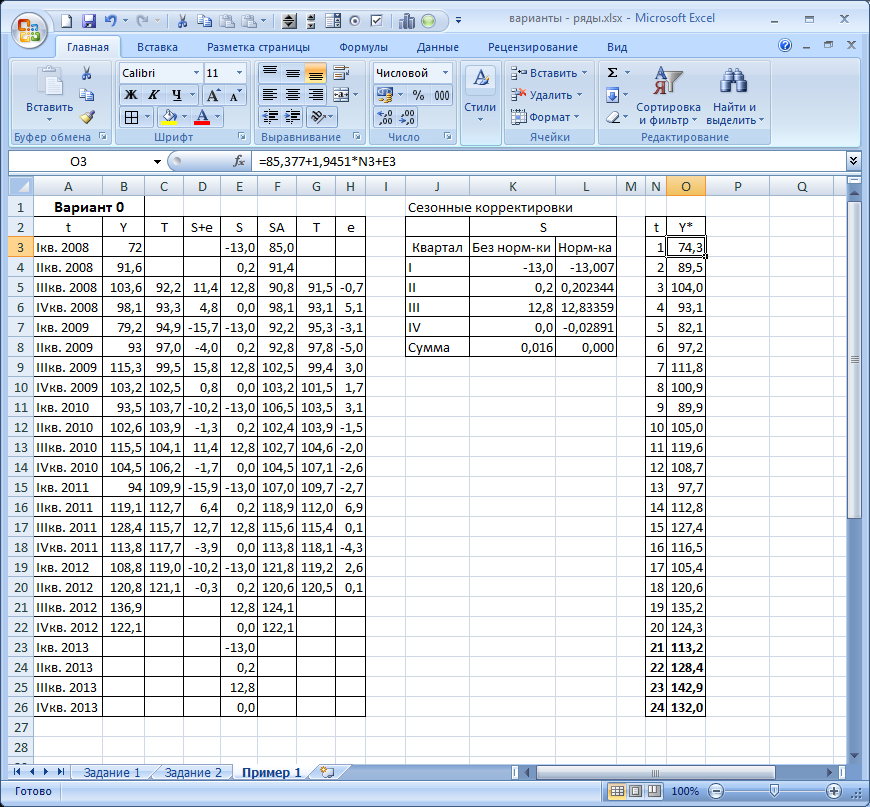 варианты - ряды.xlsx - Microsoft Excel
Главная Вставка Разметка страницы Формулы Данные Рецензирование Вид
Calibri 11 Числовой Вставить Σ
Вставить Ж К Ч А А % 000 Стили Удалить Сортировка и фильтр Найти и выделить
Формат
Буфер обмена Шрифт Выравнивание Число Ячейки Редактирование
O3 fx =85,377+1,9451*N3+E3
A B C D E F G H I J K L M N O P Q
1 Вариант 0 Сезонные корректировки
2 t Y T S+e S SA T e S t Y*
3 Iкв. 2008 72 -13,0 85,0 Квартал Без норм-ки Норм-ка 1 74,3
4 IIкв. 2008 91,6 0,2 91,4 I -13,0 -13,007 2 89,5
5 IIIкв. 2008 103,6 92,2 11,4 12,8 90,8 91,5 -0,7 II 0,2 0,202344 3 104,0
6 IVкв. 2008 98,1 93,3 4,8 0,0 98,1 93,1 5,1 III 12,8 12,83359 4 93,1
7 Iкв. 2009 79,2 94,9 -15,7 -13,0 92,2 95,3 -3,1 IV 0,0 -0,02891 5 82,1
8 IIкв. 2009 93 97,0 -4,0 0,2 92,8 97,8 -5,0 Сумма 0,016 0,000 6 97,2
9 IIIкв. 2009 115,3 99,5 15,8 12,8 102,5 99,4 3,0 7 111,8
10 IVкв. 2009 103,2 102,5 0,8 0,0 103,2 101,5 1,7 8 100,9
11 Iкв. 2010 93,5 103,7 -10,2 -13,0 106,5 103,5 3,1 9 89,9
12 IIкв. 2010 102,6 103,9 -1,3 0,2 102,4 103,9 -1,5 10 105,0
13 IIIкв. 2010 115,5 104,1 11,4 12,8 102,7 104,6 -2,0 11 119,6
14 IVкв. 2010 104,5 106,2 -1,7 0,0 104,5 107,1 -2,6 12 108,7
15 Iкв. 2011 94 109,9 -15,9 -13,0 107,0 109,7 -2,7 13 97,7
16 IIкв. 2011 119,1 112,7 6,4 0,2 118,9 112,0 6,9 14 112,8
17 IIIкв. 2011 128,4 115,7 12,7 12,8 115,6 115,4 0,1 15 127,4
18 IVкв. 2011 113,8 117,7 -3,9 0,0 113,8 118,1 -4,3 16 116,5
19 Iкв. 2012 108,8 119,0 -10,2 -13,0 121,8 119,2 2,6 17 105,4
20 IIкв. 2012 120,8 121,1 -0,3 0,2 120,6 120,5 0,1 18 120,6
21 IIIкв. 2012 136,9 12,8 124,1 19 135,2
22 IVкв. 2012 122,1 0,0 122,1 20 124,3
23 Iкв. 2013 -13,0 21 113,2
24 IIкв. 2013 0,2 22 128,4
25 IIIкв. 2013 12,8 23 142,9
26 IVкв. 2013 0,0 24 132,0
27
28
Задание 1 Задание 2 Пример 1
Готово 100%